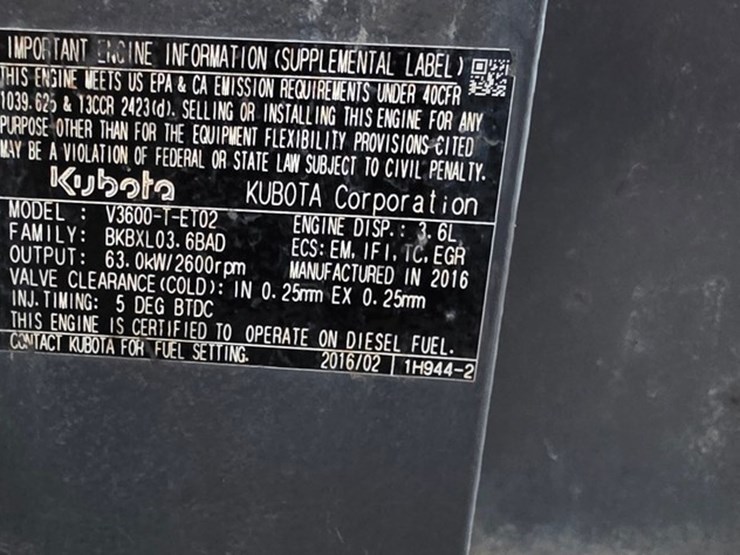 IMPORTANT ENGINE INFORMATION (SUPPLEMENTAL LABEL)
THIS ENGINE MEETS US EPA & CA EMISSION REQUIREMENTS UNDER 40CFR
1039.625 & 13CCR 2423(d). SELLING OR INSTALLING THIS ENGINE FOR ANY
PURPOSE OTHER THAN FOR THE EQUIPMENT FLEXIBILITY PROVISIONS CITED
MAY BE A VIOLATION OF FEDERAL OR STATE LAW SUBJECT TO CIVIL PENALTY.
Kubota KUBOTA Corporation
MODEL : V3600-T-ET02 ENGINE DISP.: 3.6L
FAMILY: BKBXL03.6BAD ECS: EM, IFI, TC, EGR
OUTPUT: 63.0kW/2600rpm MANUFACTURED IN 2016
VALVE CLEARANCE(COLD): IN 0.25mm EX 0.25mm
INJ.TIMING: 5 DEG BTDC
THIS ENGINE IS CERTIFIED TO OPERATE ON DIESEL FUEL.
CONTACT KUBOTA FOR FUEL SETTING. 2016/02 1H944-2